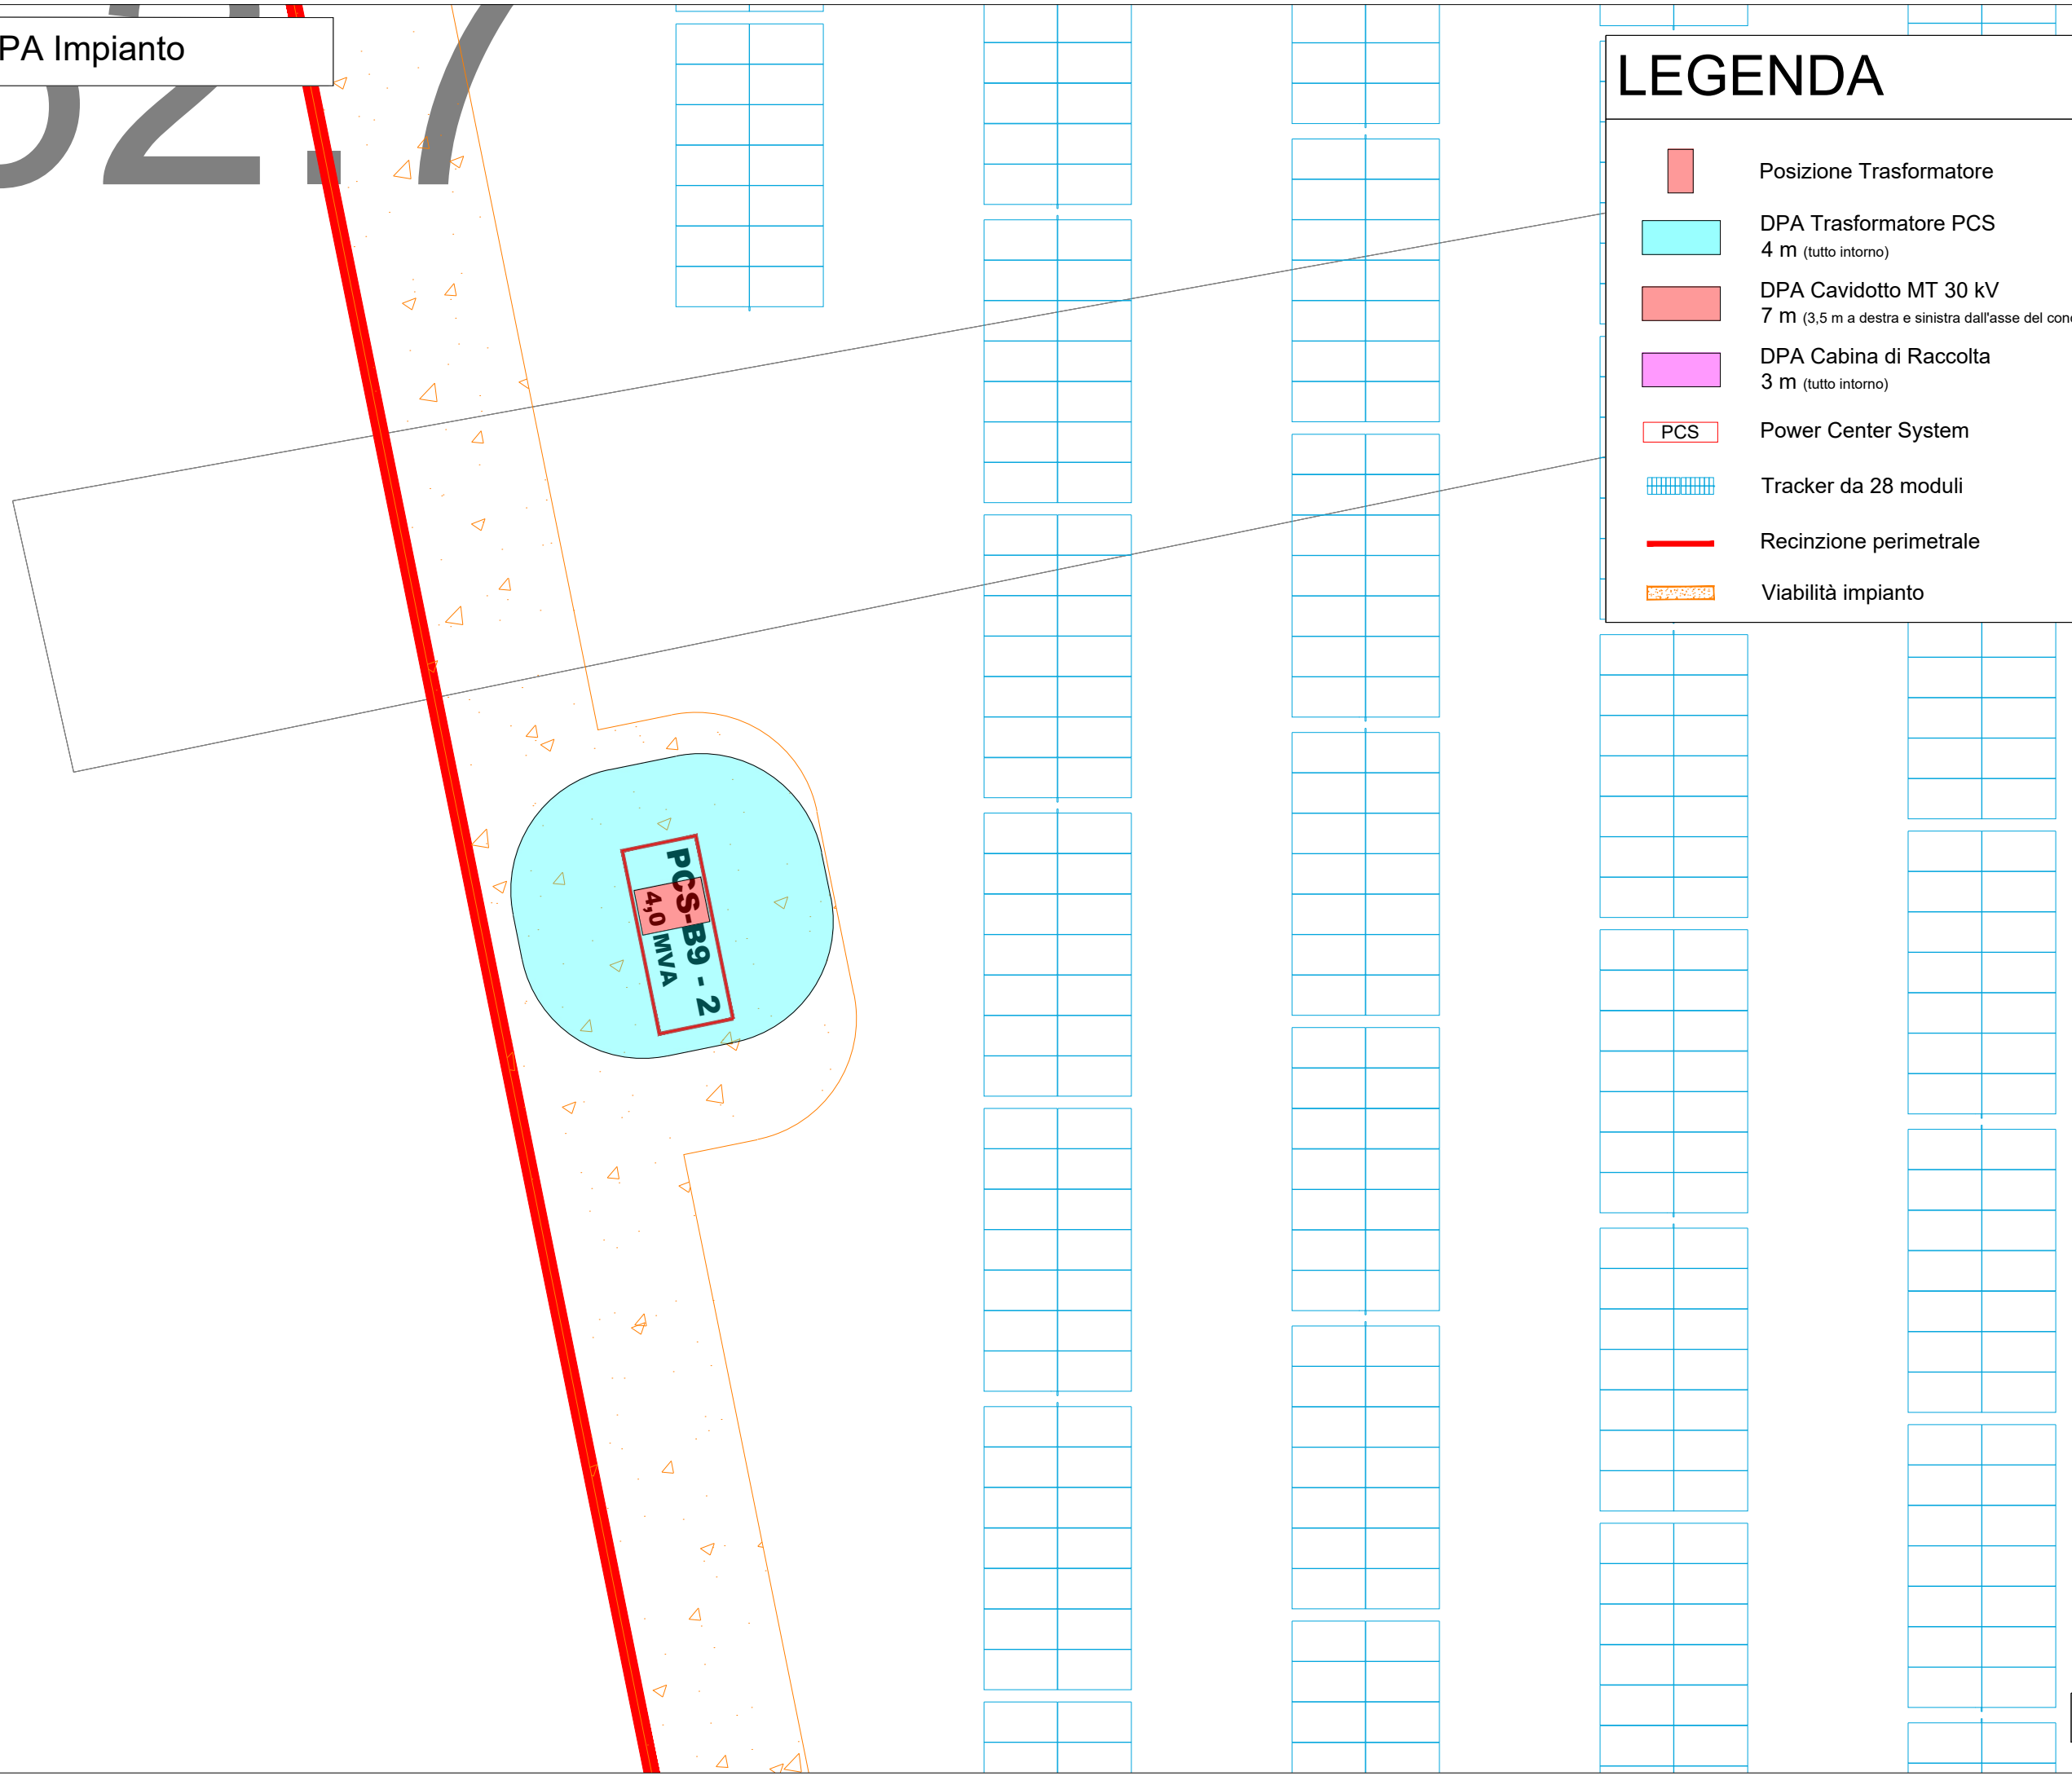 PA Impianto
2.7
LEGENDA
Posizione Trasformatore
DPA Trasformatore PCS
4 m (tutto intorno)
DPA Cavidotto MT 30 kV
7 m (3,5 m a destra e sinistra dall'asse del
DPA Cabina di Raccolta
3 m (tutto intorno)
PCS Power Center System
Tracker da 28 moduli
Recinzione perimetrale
Viabilità impianto
PCS-B9 - 2
4,0 MVA